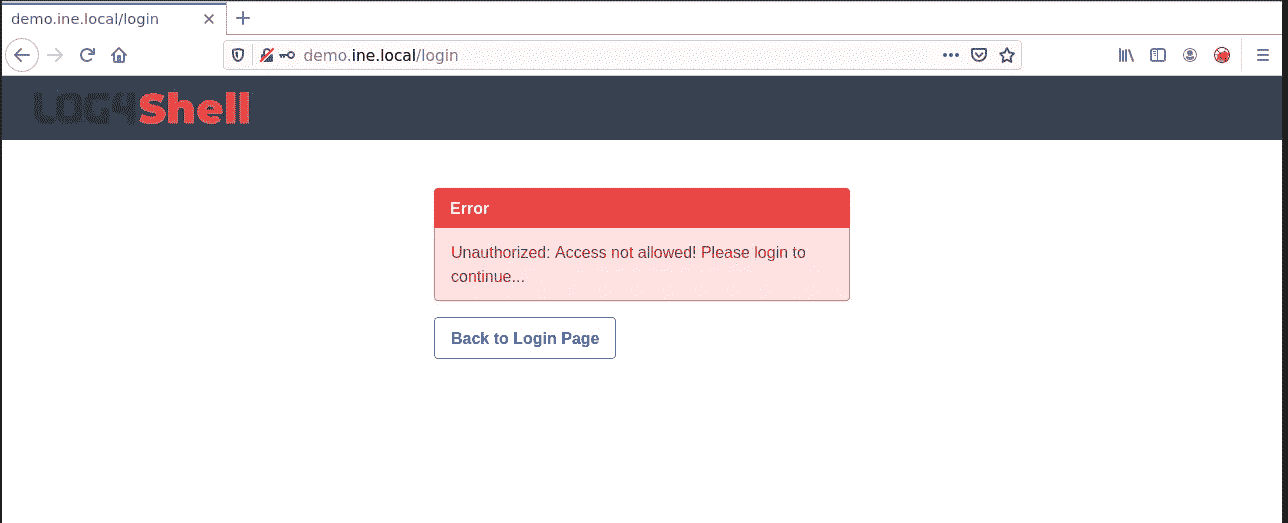 demo.ine.local/login
demo.ine.local/login
LOG4Shell
Error
Unauthorized: Access not allowed! Please login to
continue...
Back to Login Page